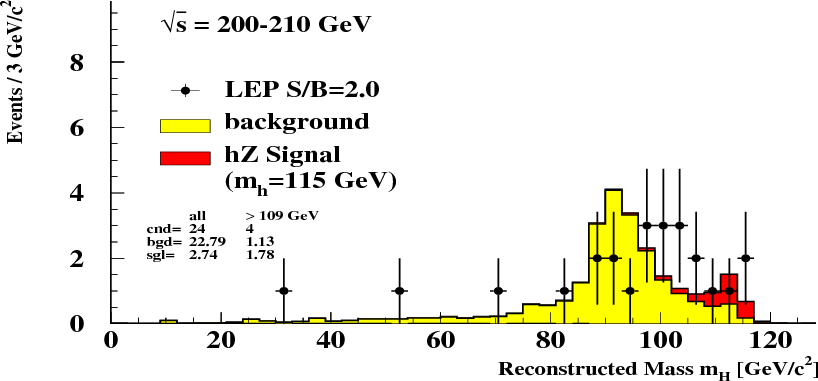 Events / 3 GeV/c²
√s = 200-210 GeV
LEP S/B=2.0
background
hZ Signal
(mh=115 GeV)
all > 109 GeV
cnd= 24 4
bgd= 22.79 1.13
sgl= 2.74 1.78
8
6
4
2
0
0 20 40 60 80 100 120
Reconstructed Mass mH [GeV/c²]